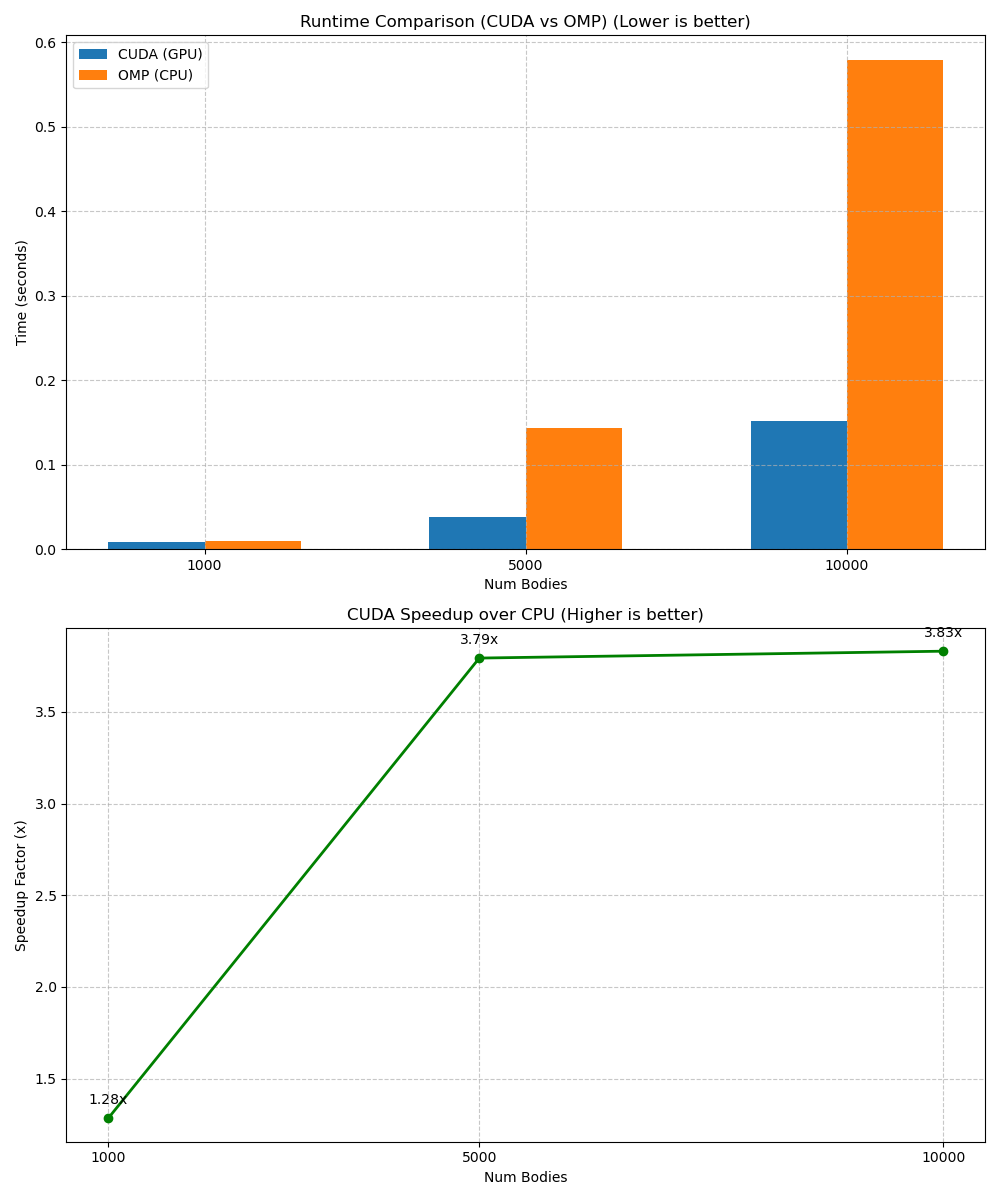 Runtime Comparison (CUDA vs OMP) (Lower is better)
CUDA (GPU)
OMP (CPU)
Time (seconds)
0.6
0.5
0.4
0.3
0.2
0.1
0.0
1000
5000
10000
Num Bodies
CUDA Speedup over CPU (Higher is better)
Speedup Factor (x)
3.5
3.0
2.5
2.0
1.5
1.28x
3.79x
3.83x
1000
5000
10000
Num Bodies